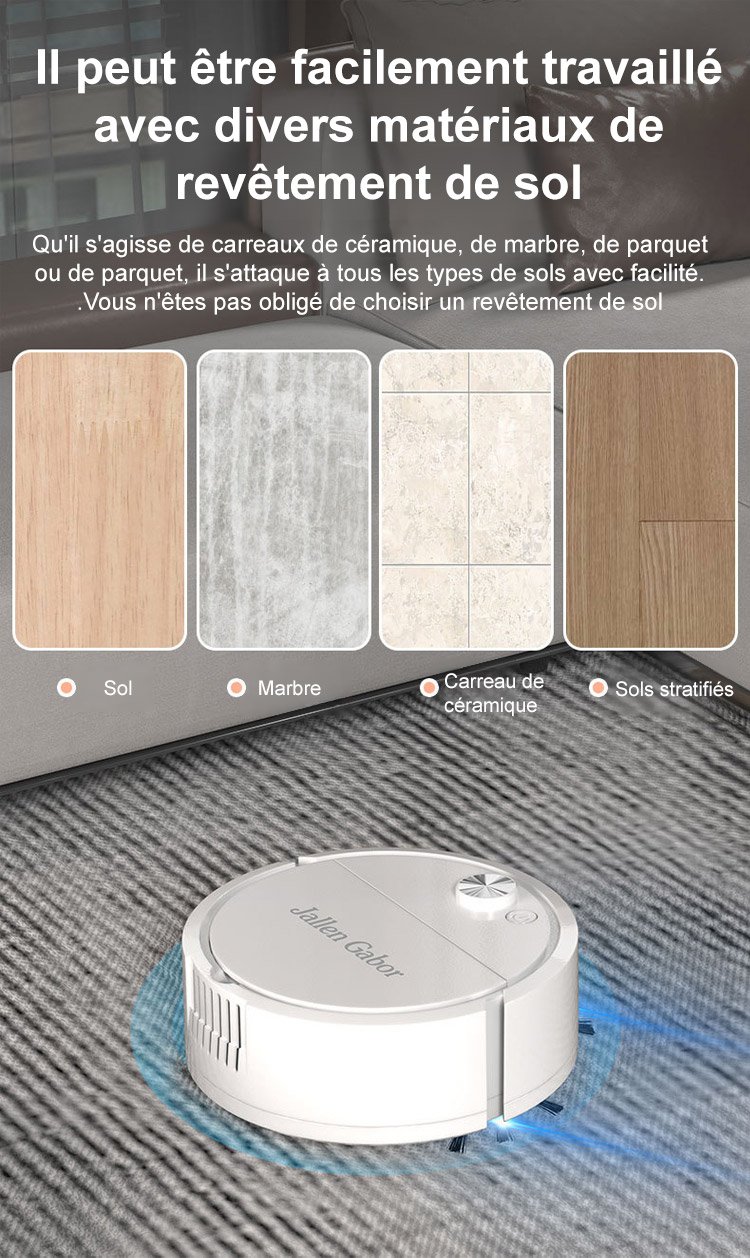 Il peut être facilement travaillé
avec divers matériaux de
revêtement de sol
Qu'il s'agisse de carreaux de céramique, de marbre, de parquet
ou de parquet, il s'attaque à tous les types de sols avec facilité.
.Vous n'êtes pas obligé de choisir un revêtement de sol
Sol
Marbre
Carreau de
céramique
Sols stratifiés
Jallen Gabor